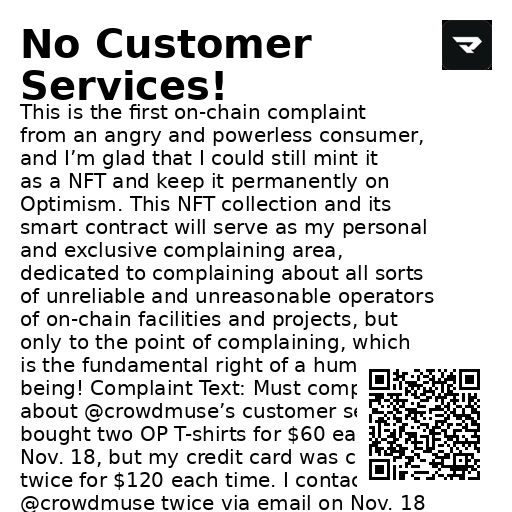 No Customer
Services!
This is the first on-chain complaint
from an angry and powerless consumer,
and I’m glad that I could still mint it
as a NFT and keep it permanently on
Optimism. This NFT collection and its
smart contract will serve as my personal
and exclusive complaining area,
dedicated to complaining about all sorts
of unreliable and unreasonable operators
of on-chain facilities and projects, but
only to the point of complaining, which
is the fundamental right of a hum
being! Complaint Text: Must comp
about @crowdmuse’s customer se
bought two OP T-shirts for $60 ea
Nov. 18, but my credit card was c
twice for $120 each time. I contac
@crowdmuse twice via email on Nov. 18